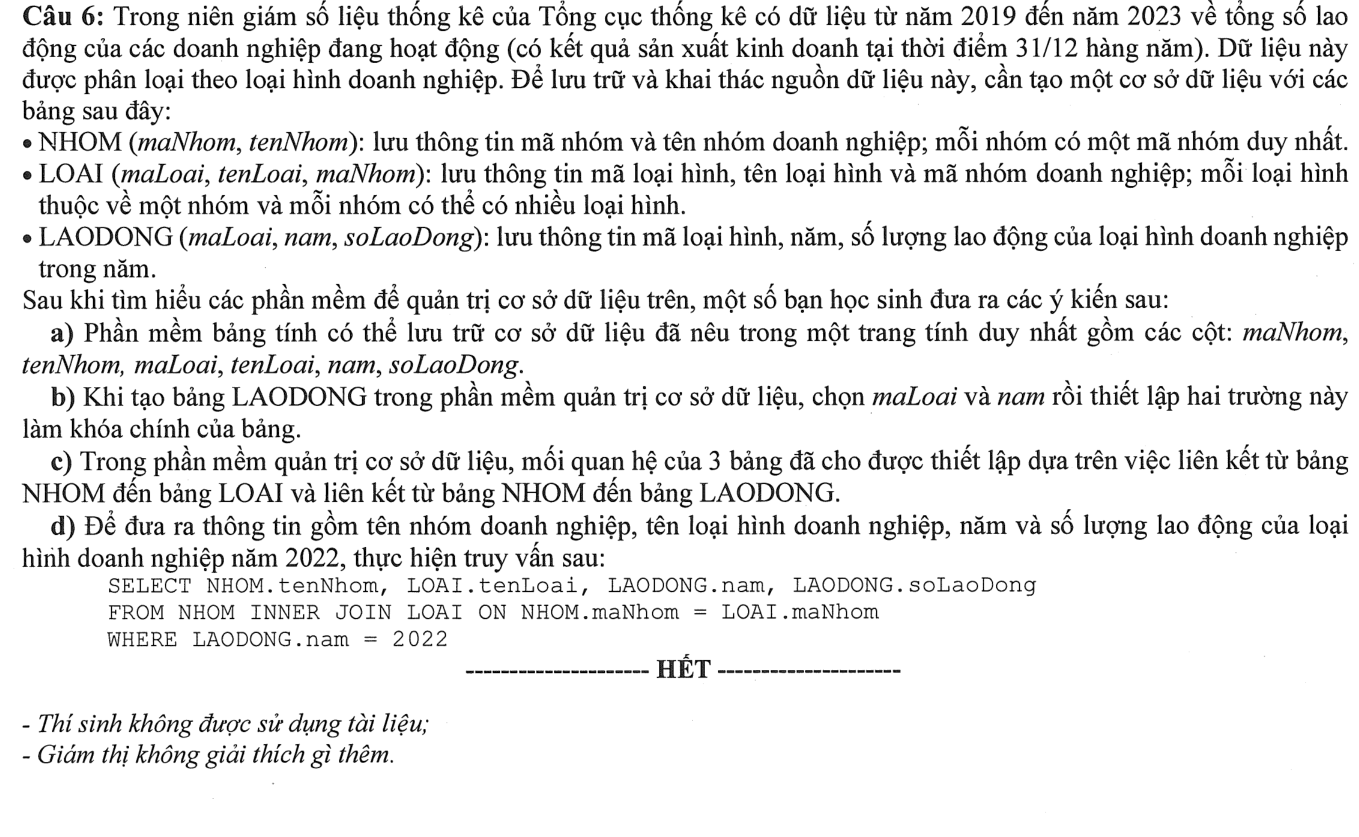 Câu 6: Trong niên giám số liệu thống kê của Tổng cục thống kê có dữ liệu từ năm 2019 đến năm 2023 về tổng số lao
động của các doanh nghiệp đang hoạt động (có kết quả sản xuất kinh doanh tại thời điểm 31/12 hàng năm). Dữ liệu này
được phân loại theo loại hình doanh nghiệp. Để lưu trữ và khai thác nguồn dữ liệu này, cần tạo một cơ sở dữ liệu với các
bảng sau đây:
• NHOM (maNhom, tenNhom): lưu thông tin mã nhóm và tên nhóm doanh nghiệp; mỗi nhóm có một mã nhóm duy nhất.
• LOAI (maLoai, tenLoai, maNhom): lưu thông tin mã loại hình, tên loại hình và mã nhóm doanh nghiệp; mỗi loại hình
thuộc về một nhóm và mỗi nhóm có thể có nhiều loại hình.
• LAODONG (maLoai, nam, soLaoDong): lưu thông tin mã loại hình, năm, số lượng lao động của loại hình doanh nghiệp
trong năm.
Sau khi tìm hiểu các phần mềm để quản trị cơ sở dữ liệu trên, một số bạn học sinh đưa ra các ý kiến sau:
a) Phần mềm bảng tính có thể lưu trữ cơ sở dữ liệu đã nêu trong một trang tính duy nhất gồm các cột: maNhom,
tenNhom, maLoai, tenLoai, nam, soLaoDong.
b) Khi tạo bảng LAODONG trong phần mềm quản trị cơ sở dữ liệu, chọn maLoai và nam rồi thiết lập hai trường này
làm khóa chính của bảng.
c) Trong phần mềm quản trị cơ sở dữ liệu, mối quan hệ của 3 bảng đã cho được thiết lập dựa trên việc liên kết từ bảng
NHOM đến bảng LOAI và liên kết từ bảng NHOM đến bảng LAODONG.
d) Để đưa ra thông tin gồm tên nhóm doanh nghiệp, tên loại hình doanh nghiệp, năm và số lượng lao động của loại
hình doanh nghiệp năm 2022, thực hiện truy vấn sau:
SELECT NHOM.tenNhom, LOAI.tenLoai, LAODONG.nam, LAODONG.soLaoDong
FROM NHOM INNER JOIN LOAI ON NHOM.maNhom = LOAI.maNhom
WHERE LAODONG.nam = 2022
-------------------- HẾT --------------------
- Thí sinh không được sử dụng tài liệu;
- Giám thị không giải thích gì thêm.